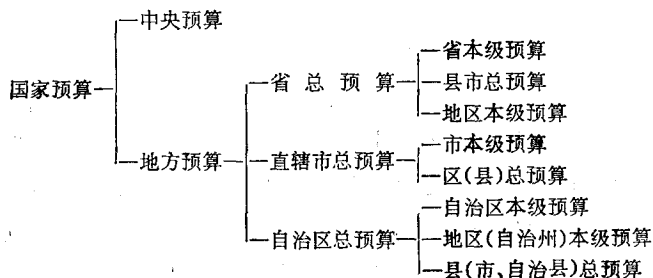 中央预算
省本级预算
国家预算
省总预算
县市总预算
地区本级预算
地方预算
直辖市总预算
市本级预算
区(县)总预算
自治区本级预算
自治区总预算
地区(自治州)本级预算
县(市,自治县)总预算